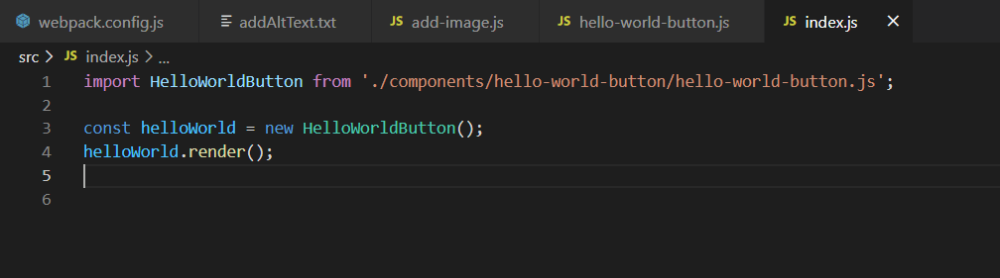 webpack.config.js addAltText.txt JS add-image.js JS hello-world-button.js JS index.js
src > JS index.js > ...
1 import HelloWorldButton from './components/hello-world-button/hello-world-button.js';
2
3 const helloWorld = new HelloWorldButton();
4 helloWorld.render();
5
6